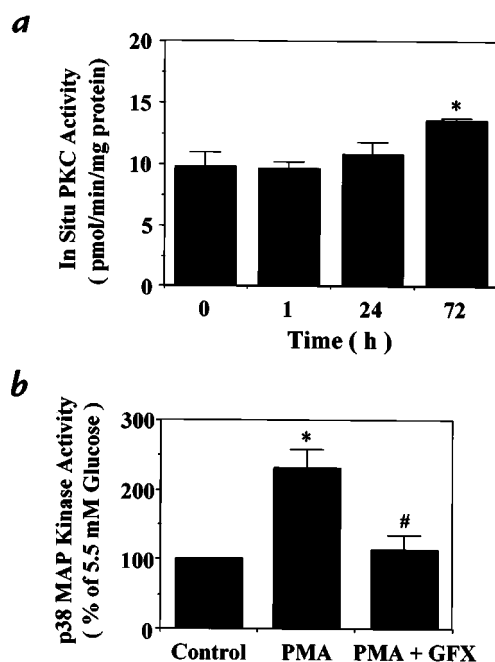 a
In Situ PKC Activity
( pmol/min/mg protein)
20
15
10
5
0
*
0 1 24 72
Time ( h )
b
p38 MAP Kinase Activity
( % of 5.5 mM Glucose )
300
200
100
0
*
#
Control PMA PMA + GFX